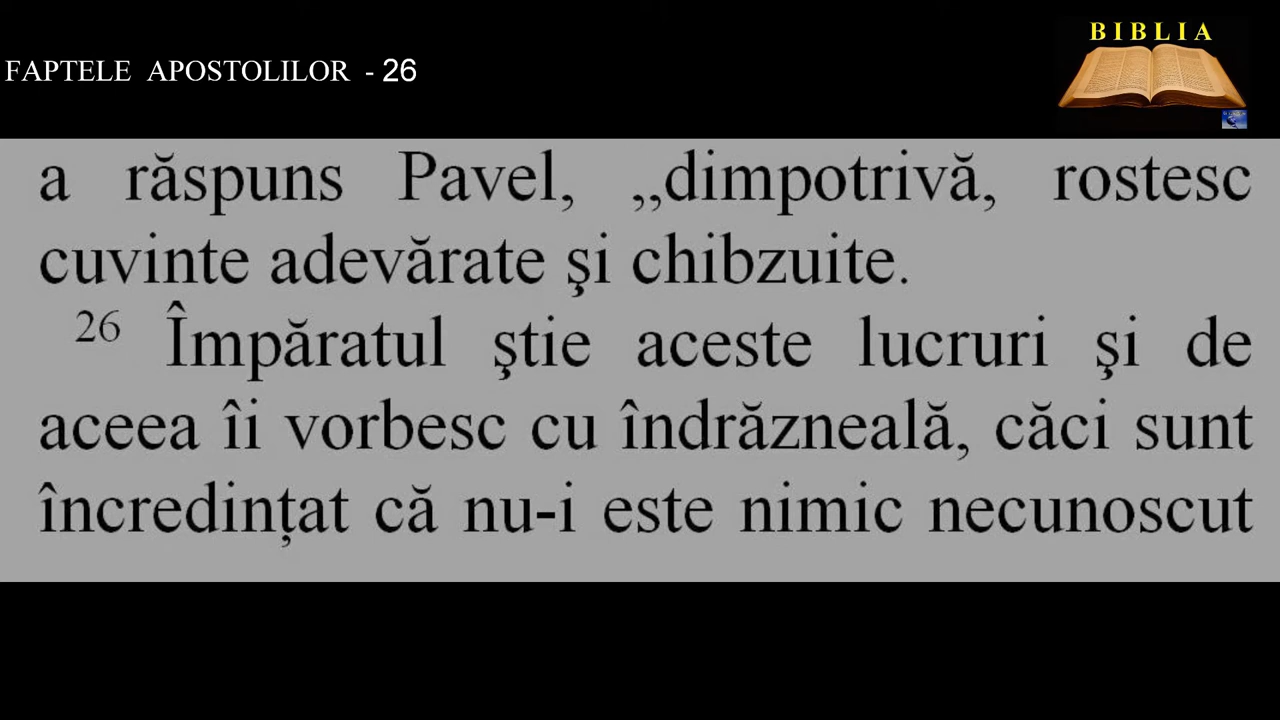 BIBLIA
FAPTELE APOSTOLILOR - 26
a răspuns Pavel, „dimpotrivă, rostesc
cuvinte adevărate şi chibzuite.
26 Împăratul ştie aceste lucruri şi de
aceea îi vorbesc cu îndrăzneală, căci sunt
încredinţat că nu-i este nimic necunoscut